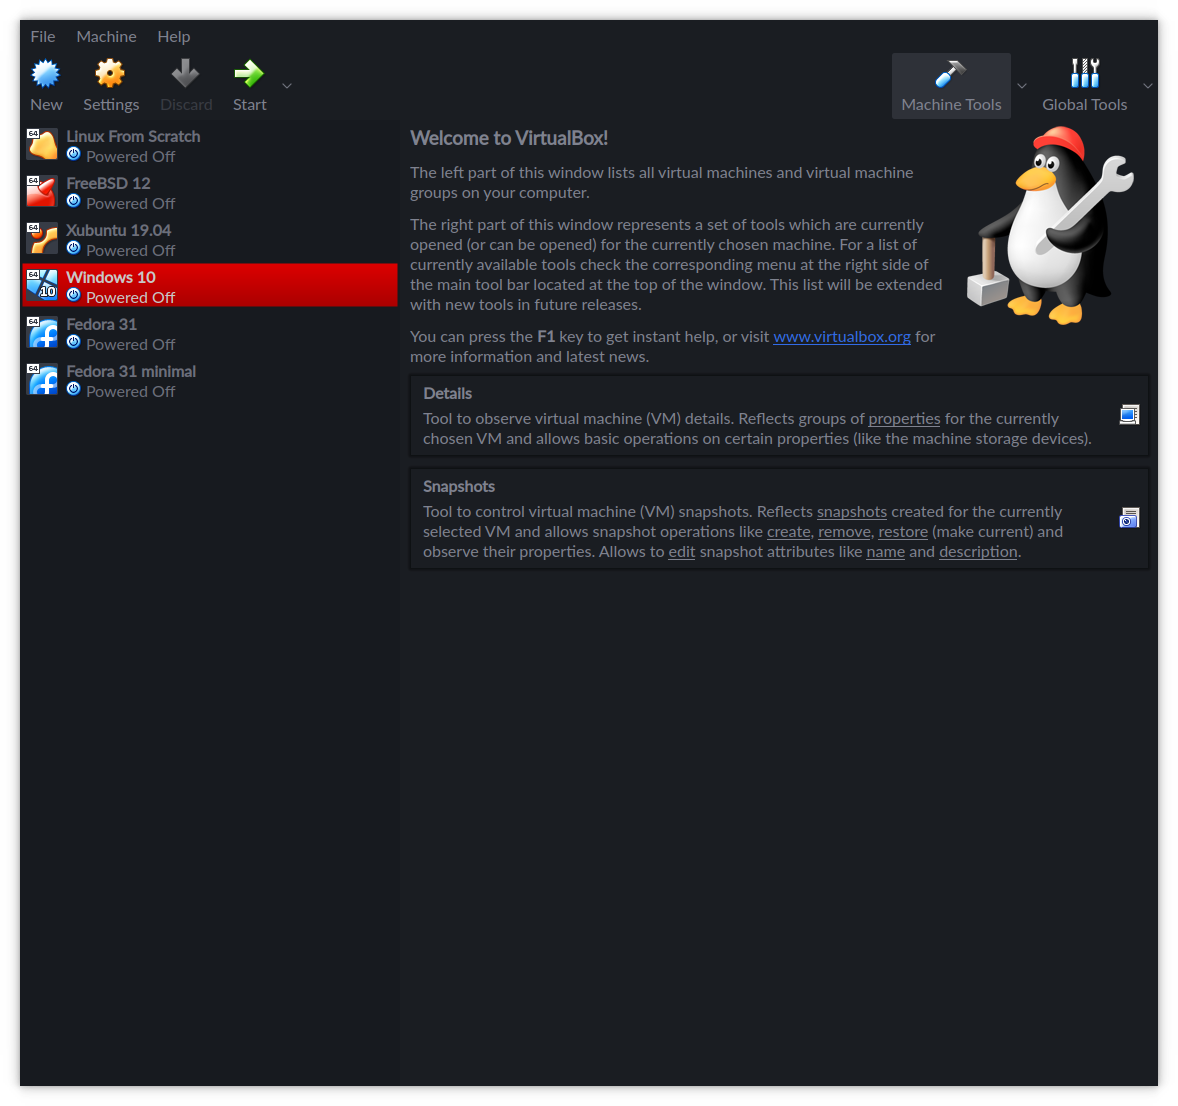 File Machine Help
New Settings Discard Start Machine Tools Global Tools
64 Linux From Scratch
Powered Off
64 FreeBSD 12
Powered Off
64 Xubuntu 19.04
Powered Off
64 Windows 10
10 Powered Off
64 Fedora 31
Powered Off
64 Fedora 31 minimal
Powered Off
Welcome to VirtualBox!
The left part of this window lists all virtual machines and virtual machine
groups on your computer.
The right part of this window represents a set of tools which are currently
opened (or can be opened) for the currently chosen machine. For a list of
currently available tools check the corresponding menu at the right side of
the main tool bar located at the top of the window. This list will be extended
with new tools in future releases.
You can press the F1 key to get instant help, or visit www.virtualbox.org for
more information and latest news.
Details
Tool to observe virtual machine (VM) details. Reflects groups of properties for the currently
chosen VM and allows basic operations on certain properties (like the machine storage devices).
Snapshots
Tool to control virtual machine (VM) snapshots. Reflects snapshots created for the currently
selected VM and allows snapshot operations like create, remove, restore (make current) and
observe their properties. Allows to edit snapshot attributes like name and description.